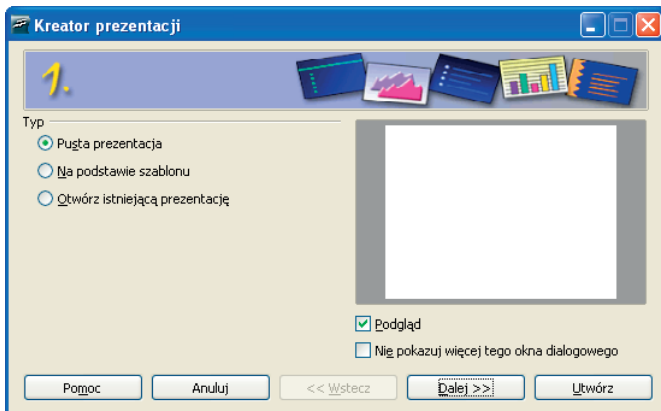 Kreator prezentacji
1.
Typ
Pusta prezentacja
Na podstawie szablonu
Otwórz istniejącą prezentację
Podgląd
Nie pokazuj więcej tego okna dialogowego
Pomoc
Anuluj
<< Wstecz
Dalej >>
Utwórz